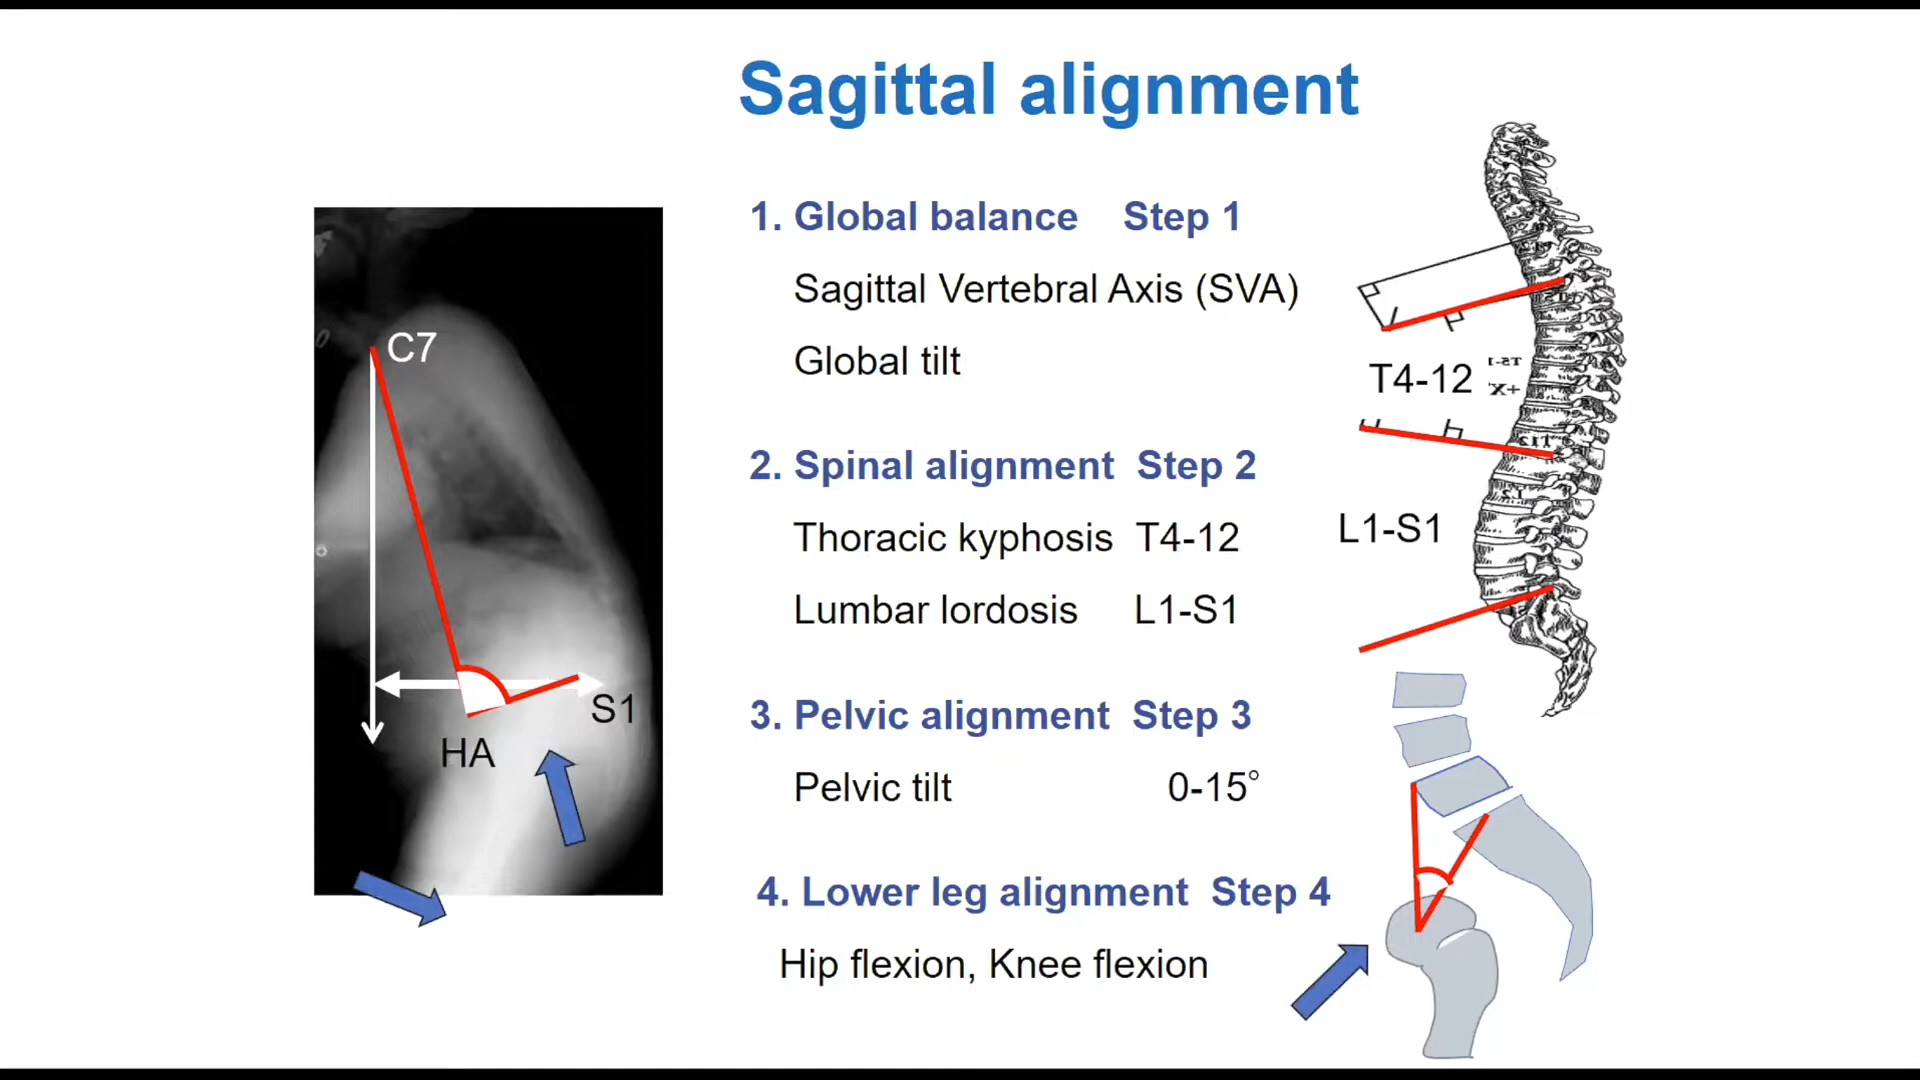 Sagittal alignment
1. Global balance Step 1
Sagittal Vertebral Axis (SVA)
Global tilt
2. Spinal alignment Step 2
Thoracic kyphosis T4-12
Lumbar lordosis L1-S1
3. Pelvic alignment Step 3
Pelvic tilt 0-15°
4. Lower leg alignment Step 4
Hip flexion, Knee flexion
C7
S1
HA
T4-12
L1-S1